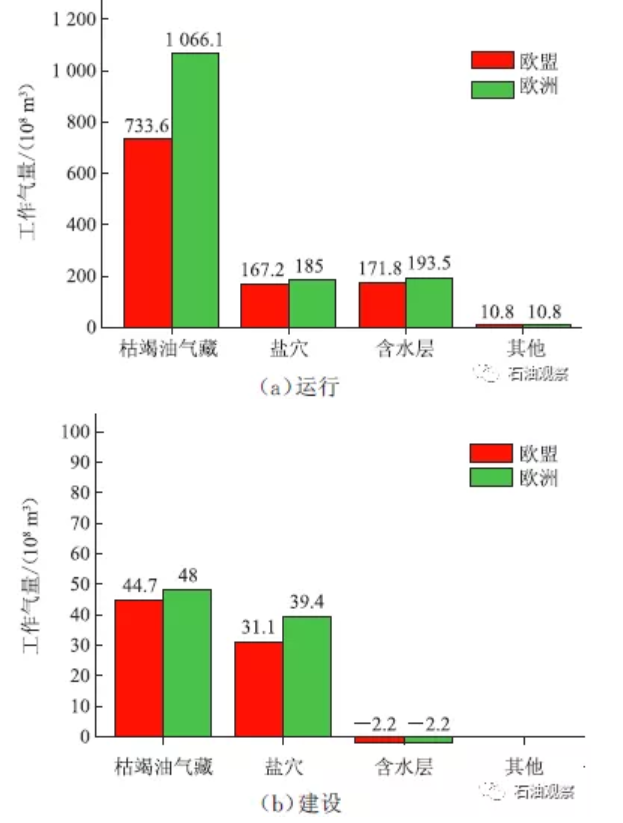 1 200
1 000
800
600
400
200
0
工作气量/(10⁸ m³)
欧盟
欧洲
733.6
1 066.1
167.2
185
171.8
193.5
10.8
10.8
枯竭油气藏
盐穴
含水层
其他
石油观察
(a)运行
100
90
80
70
60
50
40
30
20
10
0
工作气量/(10⁸ m³)
欧盟
欧洲
44.7
48
31.1
39.4
—2.2
—2.2
枯竭油气藏
盐穴
含水层
其他
石油观察
(b)建设